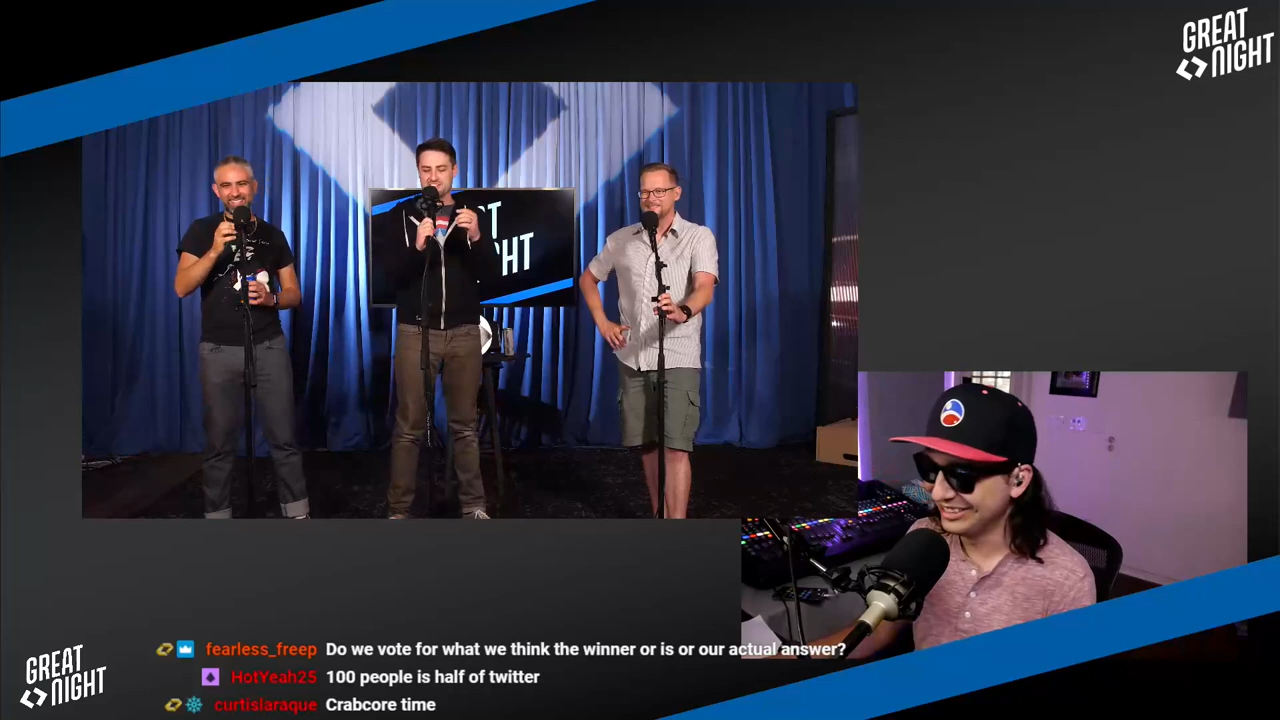 GREAT
NIGHT
GREAT
NIGHT
fearless_freep Do we vote for what we think the winner or is or our actual answer?
HotYeah25 100 people is half of twitter
curtislaraque Crabcore time